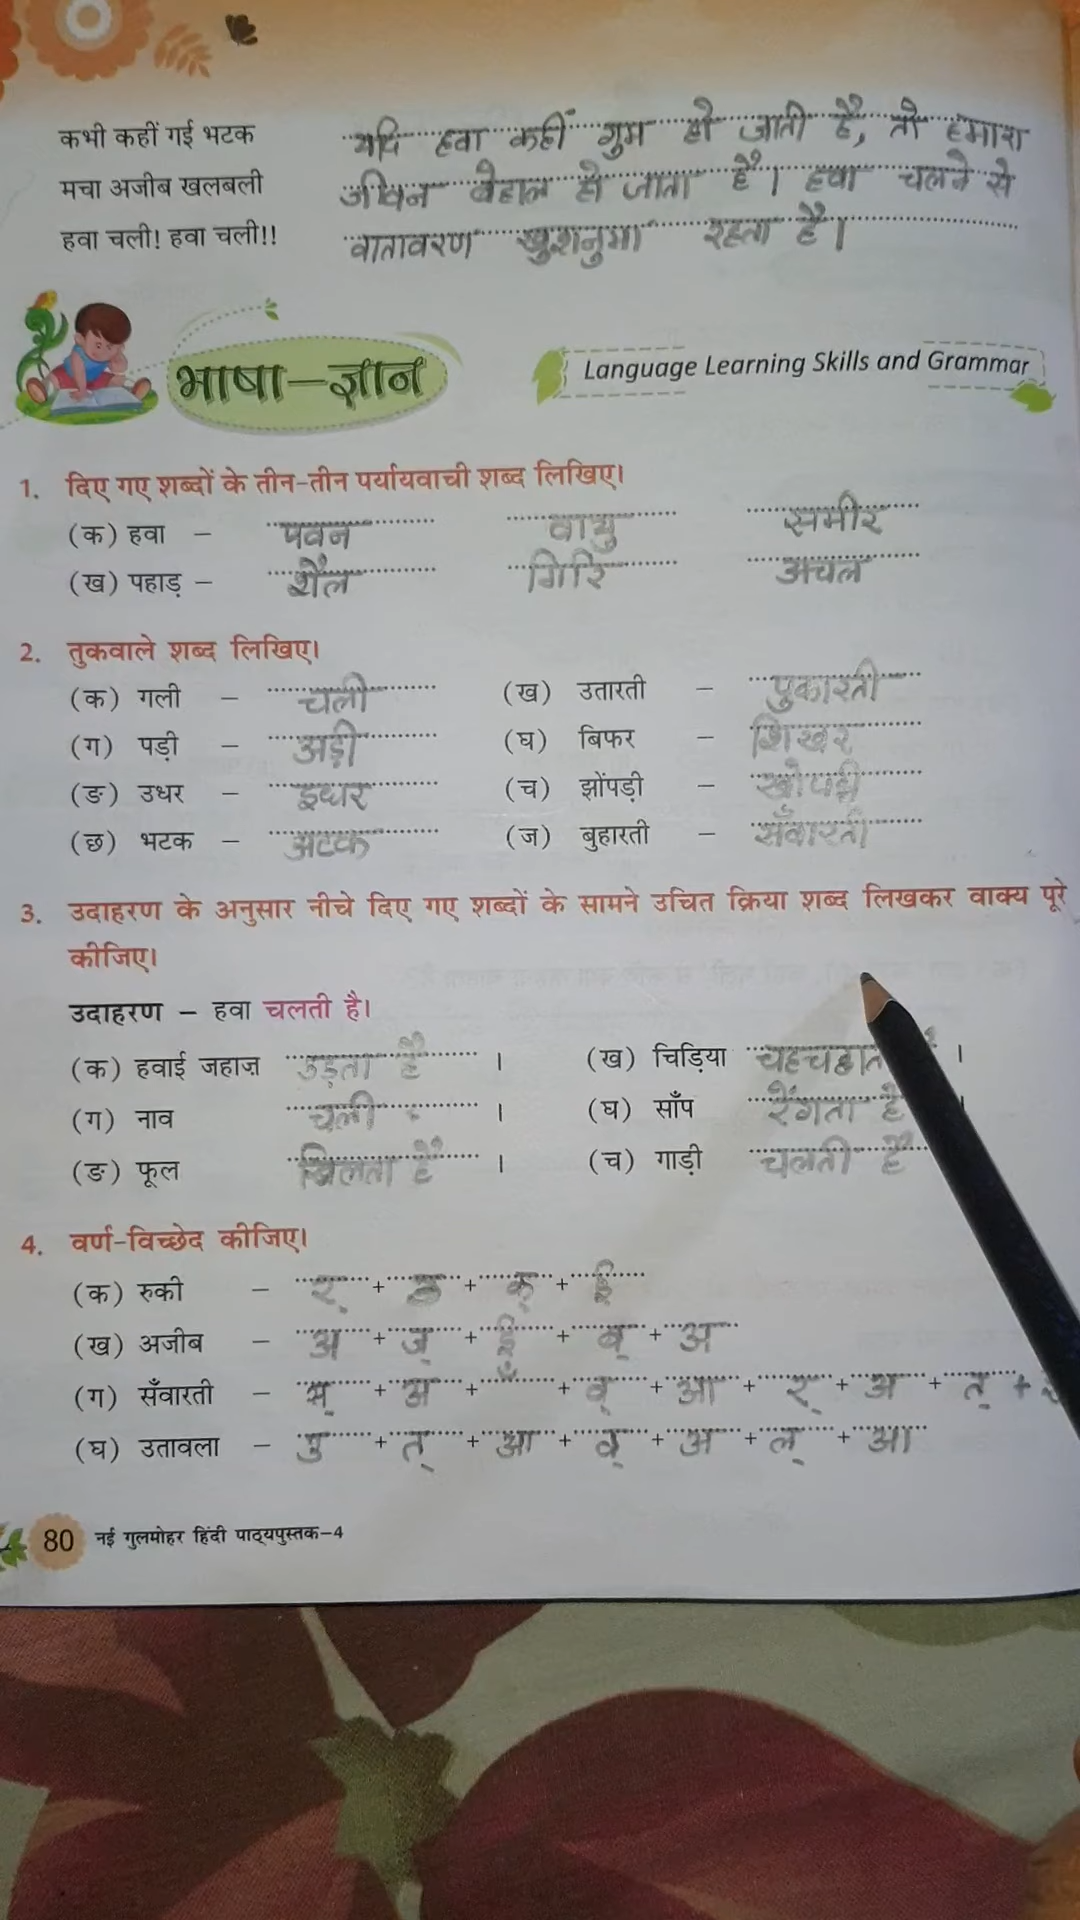 कभी कहीं गई भटक यदि हवा कहीं गुम हो जाती है, तो हमारा
मचा अजीब खलबली जीवन बेहाल हो जाता है। हवा चलने से
हवा चली! हवा चली!! वातावरण खुशनुमा रहता है।
भाषा–ज्ञान Language Learning Skills and Grammar
1. दिए गए शब्दों के तीन-तीन पर्यायवाची शब्द लिखिए।
(क) हवा – पवन वायु समीर
(ख) पहाड़ – शैल गिरि अचल
2. तुकवाले शब्द लिखिए।
(क) गली – चली (ख) उतारती – पुकारती
(ग) पड़ी – अड़ी (घ) बिफर – शिखर
(ङ) उधर – इधर (च) झोंपड़ी – खोपड़ी
(छ) भटक – अटक (ज) बुहारती – सँवारती
3. उदाहरण के अनुसार नीचे दिए गए शब्दों के सामने उचित क्रिया शब्द लिखकर वाक्य पूरे
कीजिए।
उदाहरण – हवा चलती है।
(क) हवाई जहाज़ उड़ता है । (ख) चिड़िया ।
(ग) नाव चली । (घ) साँप रेंगता है ।
(ङ) फूल खिलता है । (च) गाड़ी चलती है
4. वर्ण-विच्छेद कीजिए।
(क) रुकी – र् + उ + क् + ई
(ख) अजीब – अ + ज् + ई + ब् + अ
(ग) सँवारती – स् + अ + ँ + व् + आ + र् + अ + त् +
(घ) उतावला – उ + त् + आ + व् + अ + ल् + आ
80 नई गुलमोहर हिंदी पाठ्यपुस्तक–4